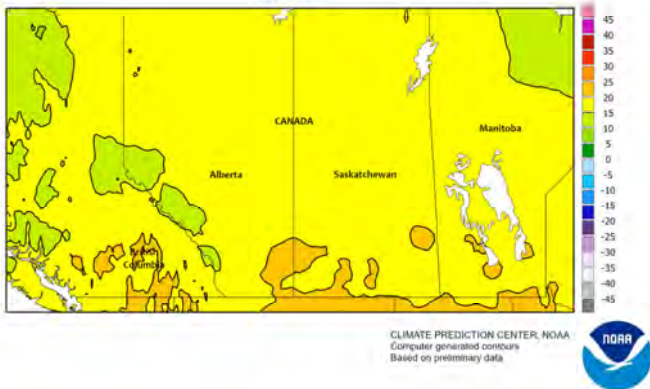 CANADA
Manitoba
Alberta
Saskatchewan
Columbia
45
40
35
30
25
20
15
10
5
0
-5
-10
-15
-20
-25
-30
-35
-40
-45
CLIMATE PREDICTION CENTER, NOAA
Computer generated contours
Based on preliminary data
NOAA